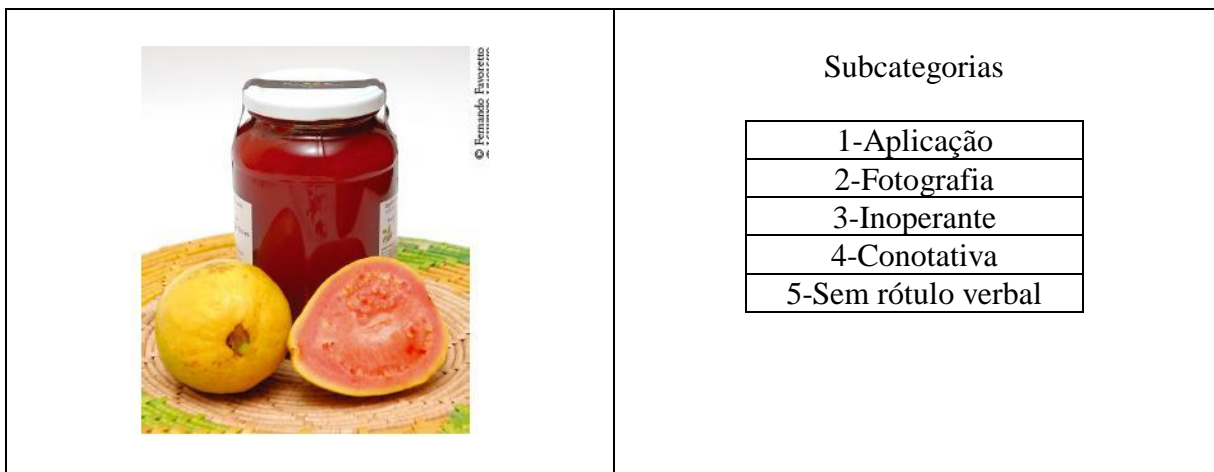 © Fernando Favoretto
Subcategorias
1-Aplicação
2-Fotografia
3-Inoperante
4-Conotativa
5-Sem rótulo verbal